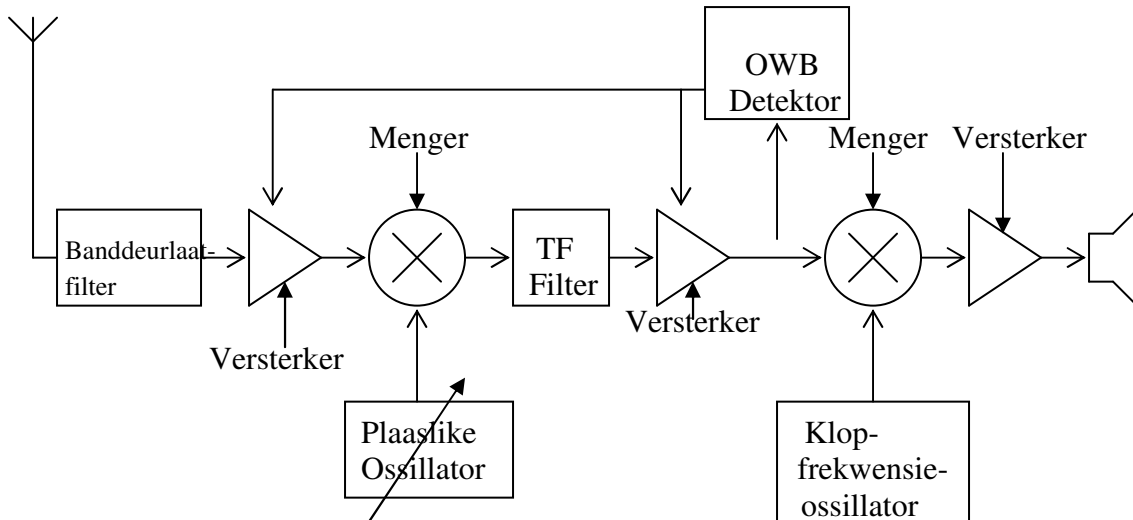 OWB
Detektor
Menger
Menger
Versterker
Banddeurlaat-
filter
TF
Filter
Versterker
Versterker
Plaaslike
Ossillator
Klop-
frekwensie-
ossillator